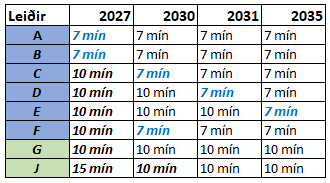 Leiðir 2027 2030 2031 2035
A 7 mín 7 mín 7 mín 7 mín
B 7 mín 7 mín 7 mín 7 mín
C 10 mín 7 mín 7 mín 7 mín
D 10 mín 10 mín 7 mín 7 mín
E 10 mín 10 mín 10 mín 7 mín
F 10 mín 7 mín 7 mín 7 mín
G 10 mín 10 mín 10 mín 10 mín
J 15 mín 10 mín 10 mín 10 mín